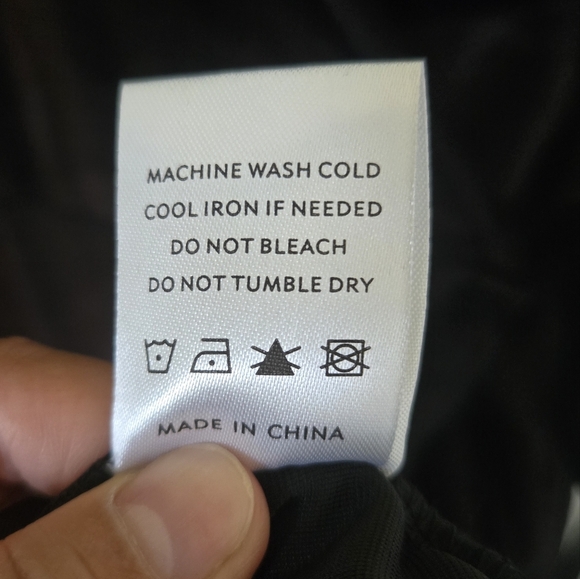 MACHINE WASH COLD
COOL IRON IF NEEDED
DO NOT BLEACH
DO NOT TUMBLE DRY
MADE IN CHINA